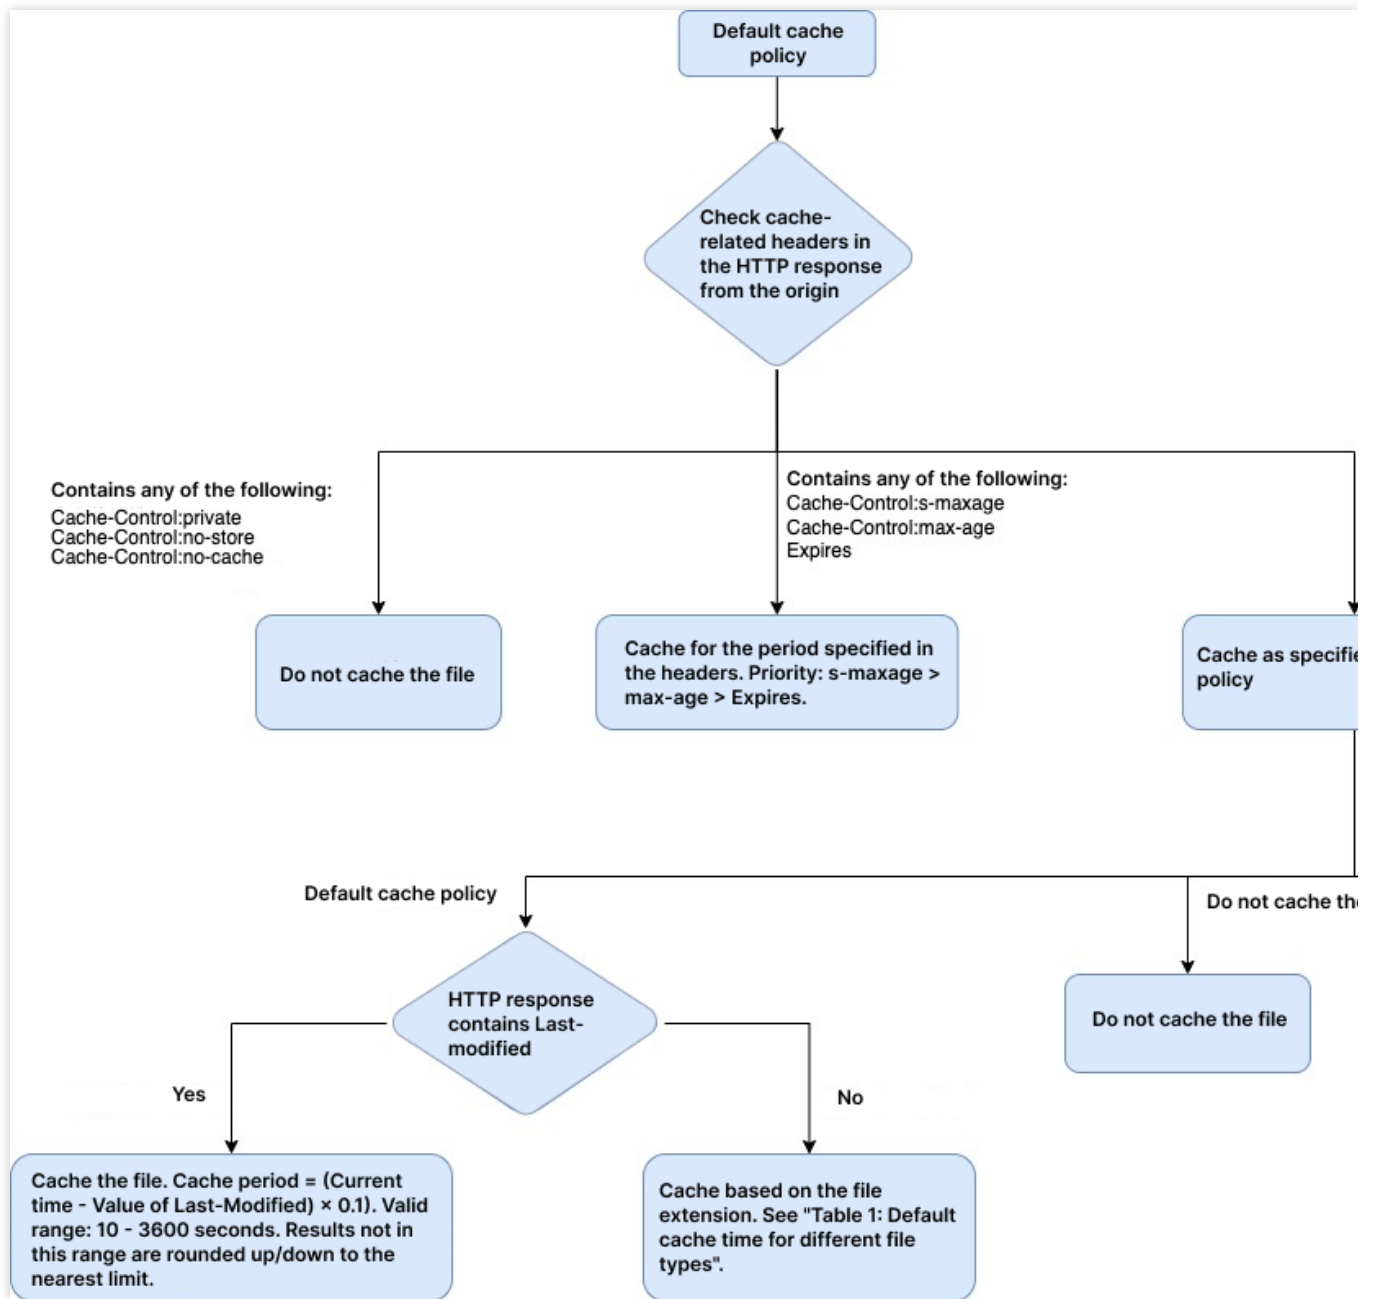 Default cache
policy
Check cache-
related headers in
the HTTP response
from the origin
Contains any of the following:
Cache-Control:private
Cache-Control:no-store
Cache-Control:no-cache
Contains any of the following:
Cache-Control:s-maxage
Cache-Control:max-age
Expires
Do not cache the file
Cache for the period specified in
the headers. Priority: s-maxage >
max-age > Expires.
Cache as
policy
Default cache policy
Do not cache
HTTP response
contains Last-
modified
Do not cache the file
Yes
No
Cache the file. Cache period = (Current
time - Value of Last-Modified) × 0.1). Valid
range: 10 - 3600 seconds. Results not in
this range are rounded up/down to the
nearest limit.
Cache based on the file
extension. See "Table 1: Default
cache time for different file
types".